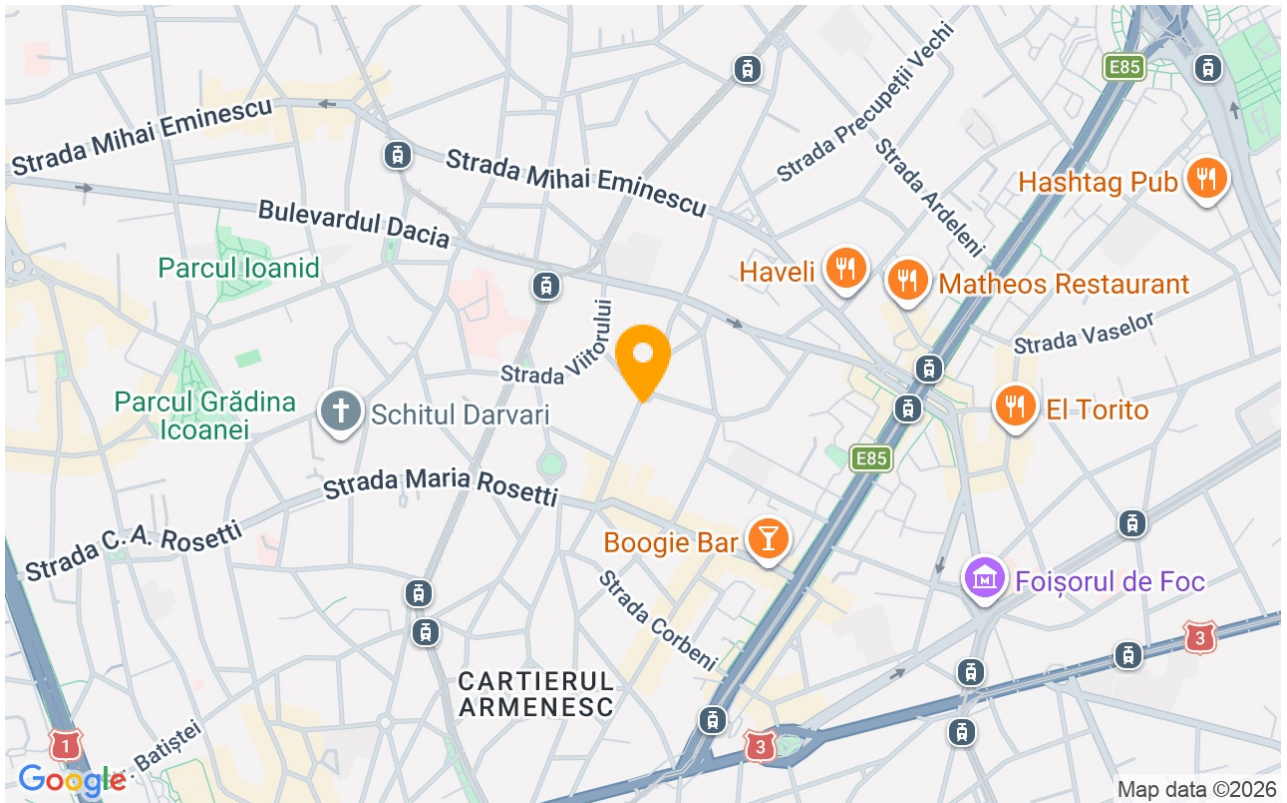 E85
Strada Precupeții Vechi
Strada Mihai Eminescu
Strada Mihai Eminescu
Strada Ardeleni
Hashtag Pub
Bulevardul Dacia
Parcul Ioanid
Haveli
Matheos Restaurant
Strada Viitorului
Strada Vaselor
Parcul Grădina
Icoanei
Schitul Darvari
El Torito
E85
Strada Maria Rosetti
Strada C. A. Rosetti
Boogie Bar
Foișorul de Foc
Strada Corbeni
3
CARTIERUL
ARMENESC
1
Batiștei
3
Google
Map data ©2026